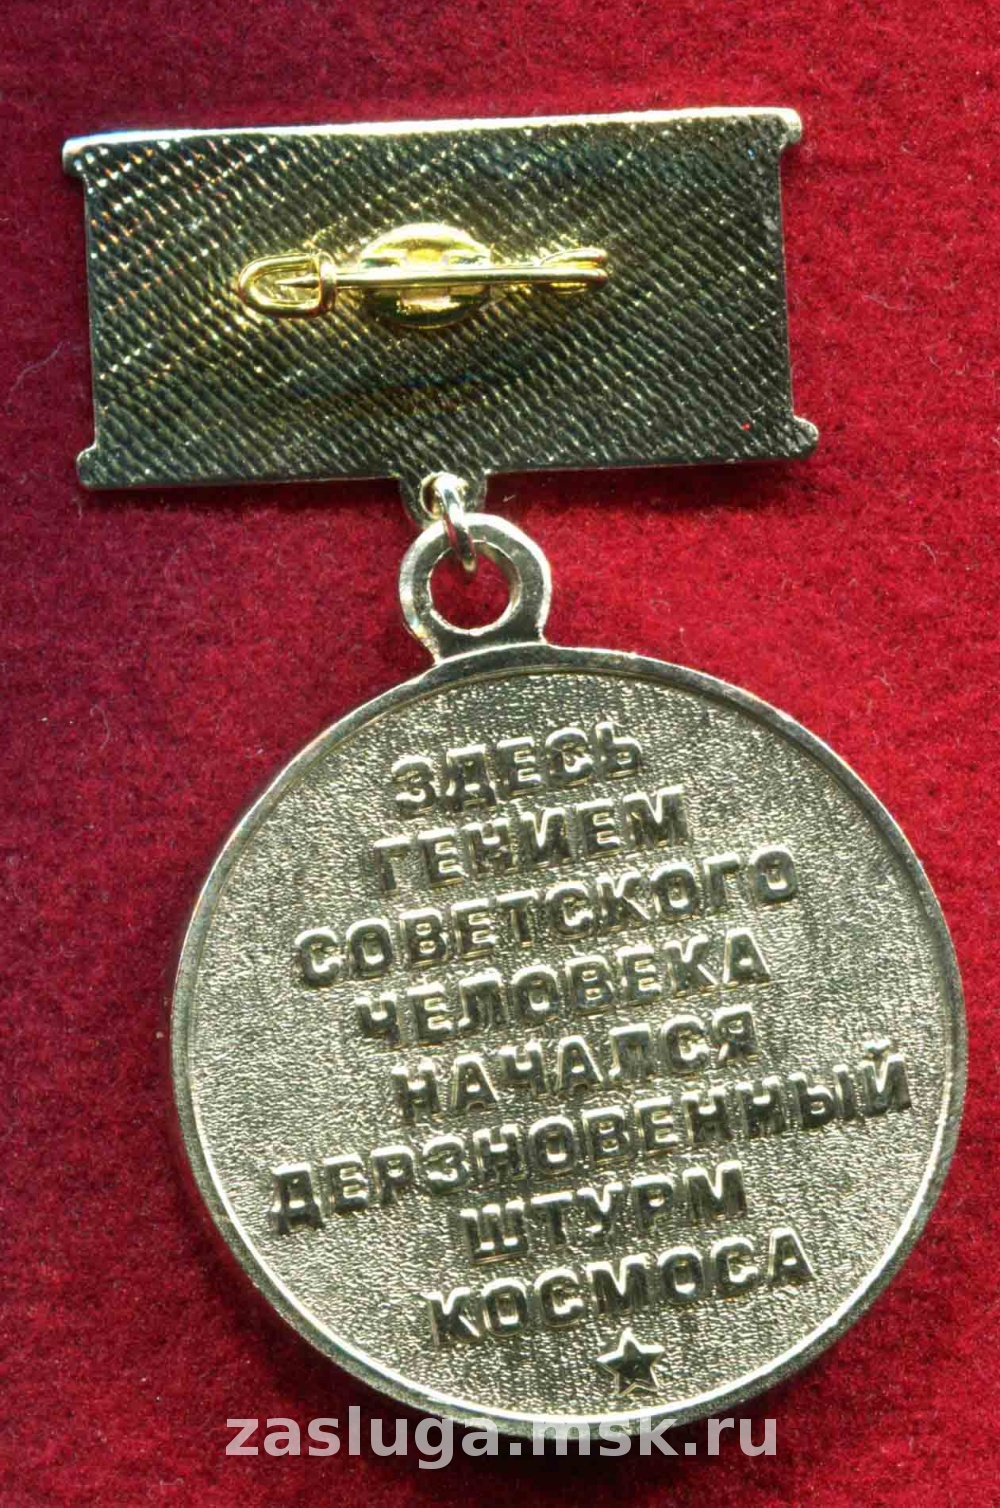 ЗДЕСЬ
ГЕНИЕМ
СОВЕТСКОГО
ЧЕЛОВЕКА
НАЧАЛСЯ
ДЕРЗНОВЕННЫЙ
ШТУРМ
КОСМОСА
zasluga.msk.ru